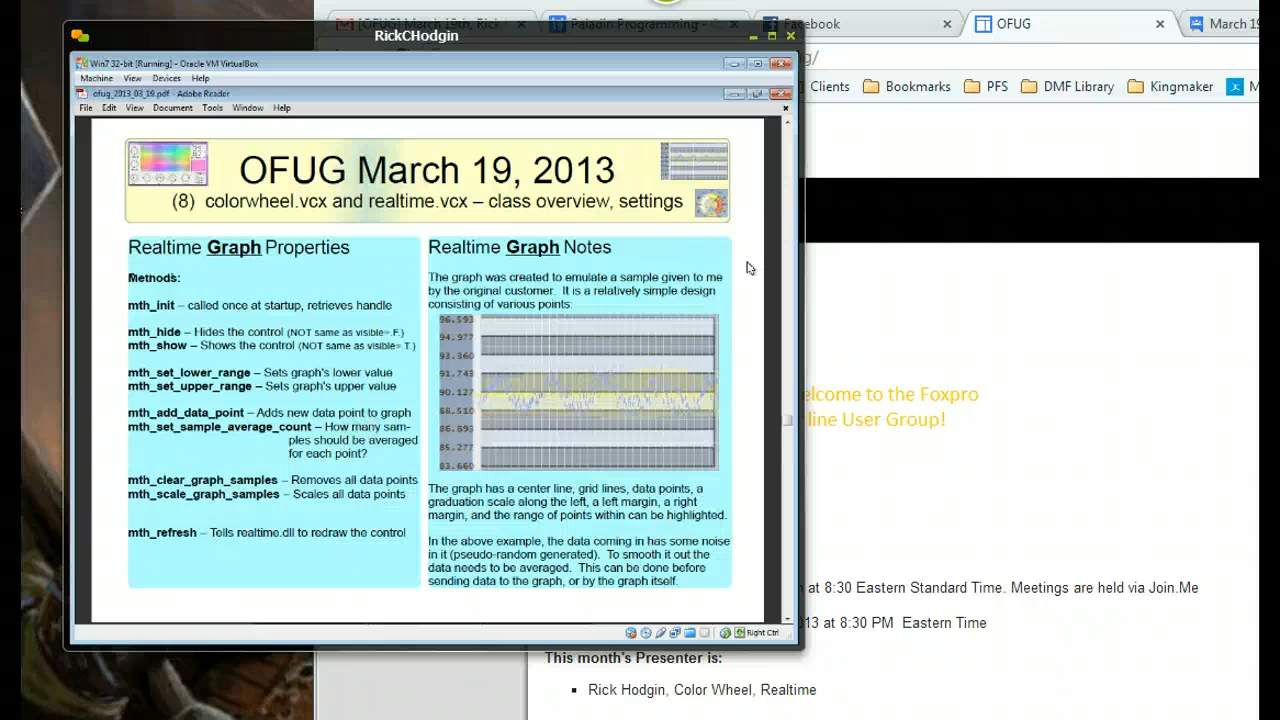 [OFUG] March 19th, Rick
Paladin Programming -
Facebook
OFUG
March 19
RickCHodgin
Win7 32-bit [Running] - Oracle VM VirtualBox
Machine View Devices Help
ofug_2013_03_19.pdf - Adobe Reader
File Edit View Document Tools Window Help
Clients Bookmarks PFS DMF Library Kingmaker
OFUG March 19, 2013
(8) colorwheel.vcx and realtime.vcx – class overview, settings
Realtime Graph Properties
Methods:
mth_init – called once at startup, retrieves handle
mth_hide – Hides the control (NOT same as visible=.F.)
mth_show – Shows the control (NOT same as visible=.T.)
mth_set_lower_range – Sets graph's lower value
mth_set_upper_range – Sets graph's upper value
mth_add_data_point – Adds new data point to graph
mth_set_sample_average_count – How many sam-
ples should be averaged
for each point?
mth_clear_graph_samples – Removes all data points
mth_scale_graph_samples – Scales all data points
mth_refresh – Tells realtime.dll to redraw the control
Realtime Graph Notes
The graph was created to emulate a sample given to me
by the original customer. It is a relatively simple design
consisting of various points:
96.593
94.977
93.360
91.743
90.127
88.510
86.893
85.277
83.660
The graph has a center line, grid lines, data points, a
graduation scale along the left, a left margin, a right
margin, and the range of points within can be highlighted.
In the above example, the data coming in has some noise
in it (pseudo-random generated). To smooth it out the
data needs to be averaged. This can be done before
sending data to the graph, or by the graph itself.
Right Ctrl
elcome to the Foxpro
line User Group!
at 8:30 Eastern Standard Time. Meetings are held via Join.Me
013 at 8:30 PM Eastern Time
This month's Presenter is:
Rick Hodgin, Color Wheel, Realtime